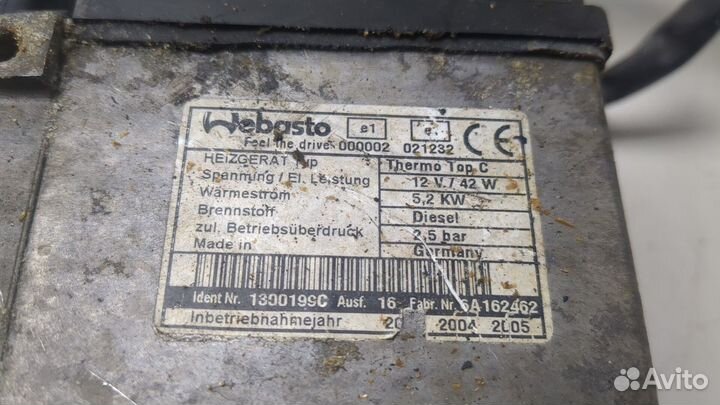 Webasto e1
Feel the drive 000002 021232 CE
HEIZGERÄT Typ Thermo Top C
Spannung / El. Leistung 12 V / 42 W
Wärmestrom 5,2 KW
Brennstoff Diesel
zul. Betriebsüberdruck 2,5 bar
Made in Germany
Ident Nr. 1300199C Ausf. 16 Fabr. Nr. 5A162462
Inbetriebnahmejahr 2004 2005
Avito